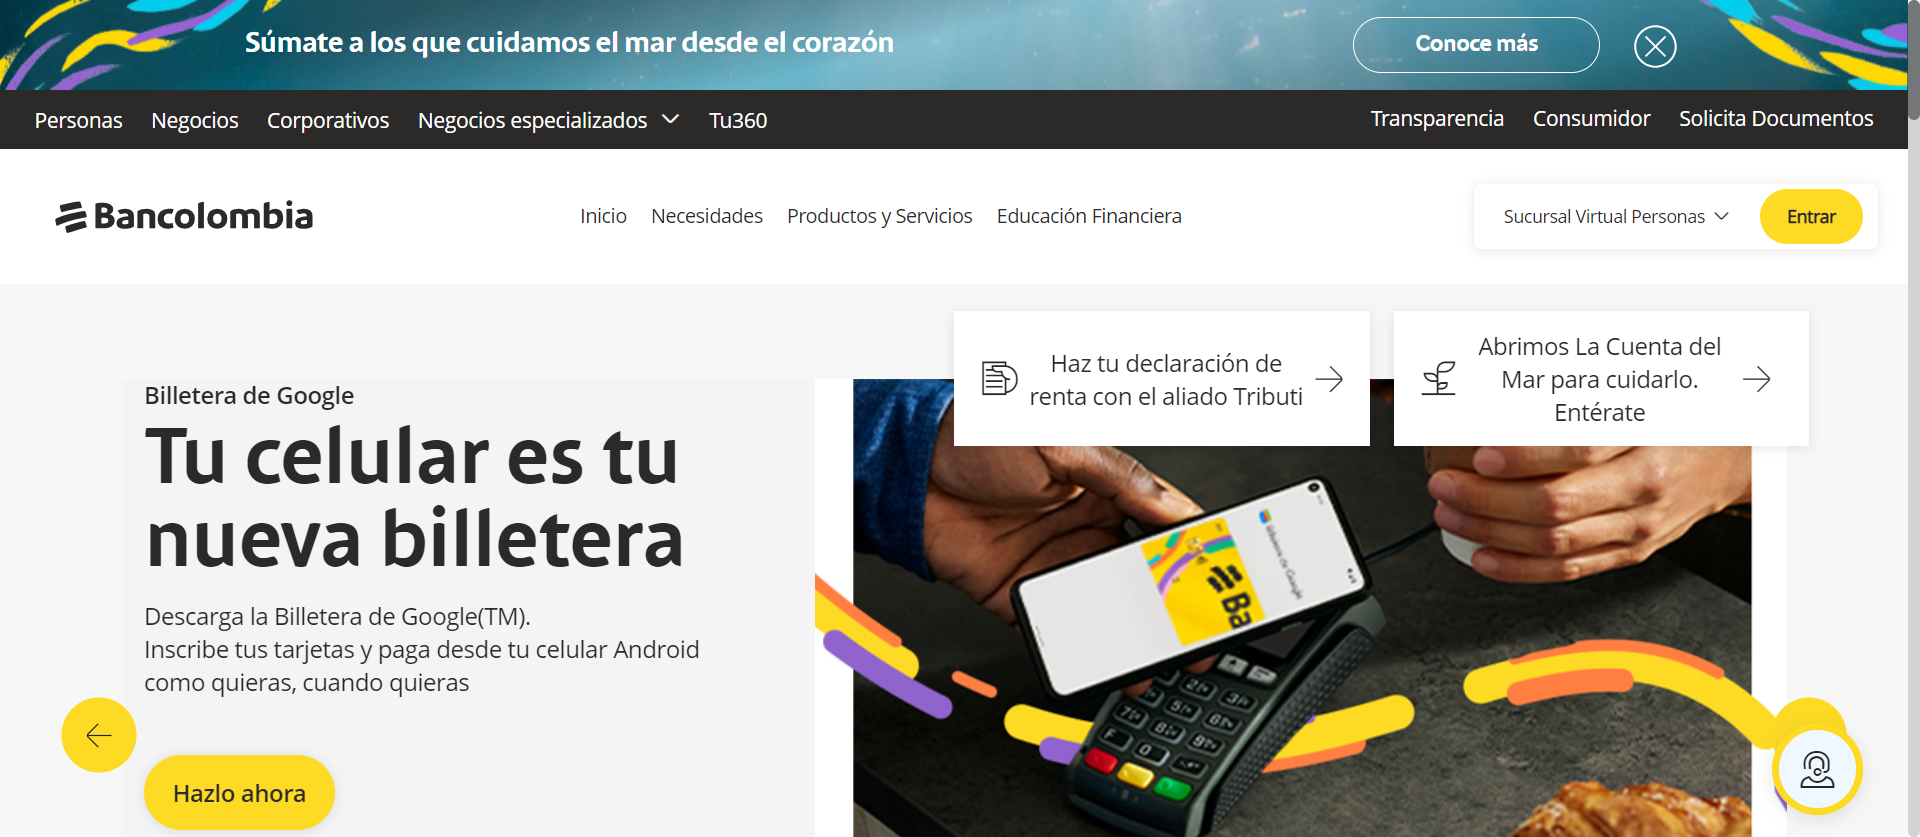 Súmate a los que cuidamos el mar desde el corazón
Conoce más
Personas Negocios Corporativos Negocios especializados Tu360
Transparencia Consumidor Solicita Documentos
Bancolombia
Inicio Necesidades Productos y Servicios Educación Financiera
Sucursal Virtual Personas
Entrar
Haz tu declaración de
renta con el aliado Tributi
Abrimos La Cuenta del
Mar para cuidarlo.
Entérate
Billetera de Google
Tu celular es tu
nueva billetera
Descarga la Billetera de Google(TM).
Inscribe tus tarjetas y paga desde tu celular Android
como quieras, cuando quieras
Hazlo ahora
Billetera de Google
Ba